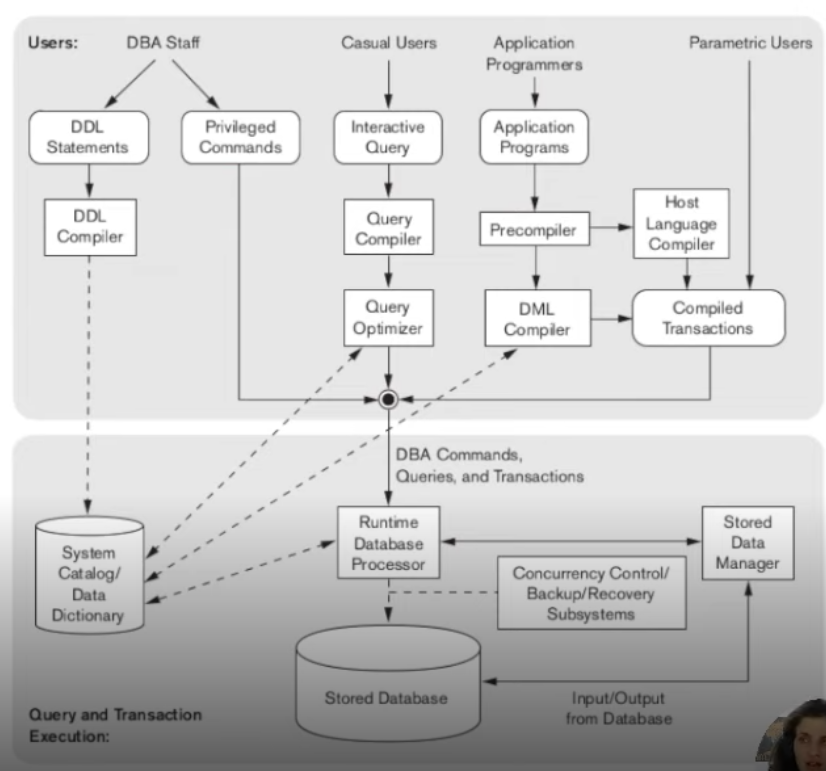 Users:
DBA Staff
Casual Users
Application
Programmers
Parametric Users
DDL
Statements
Privileged
Commands
Interactive
Query
Application
Programs
DDL
Compiler
Query
Compiler
Precompiler
Host
Language
Compiler
Query
Optimizer
DML
Compiler
Compiled
Transactions
DBA Commands,
Queries, and Transactions
System
Catalog/
Data
Dictionary
Runtime
Database
Processor
Stored
Data
Manager
Concurrency Control/
Backup/Recovery
Subsystems
Stored Database
Input/Output
from Database
Query and Transaction
Execution: